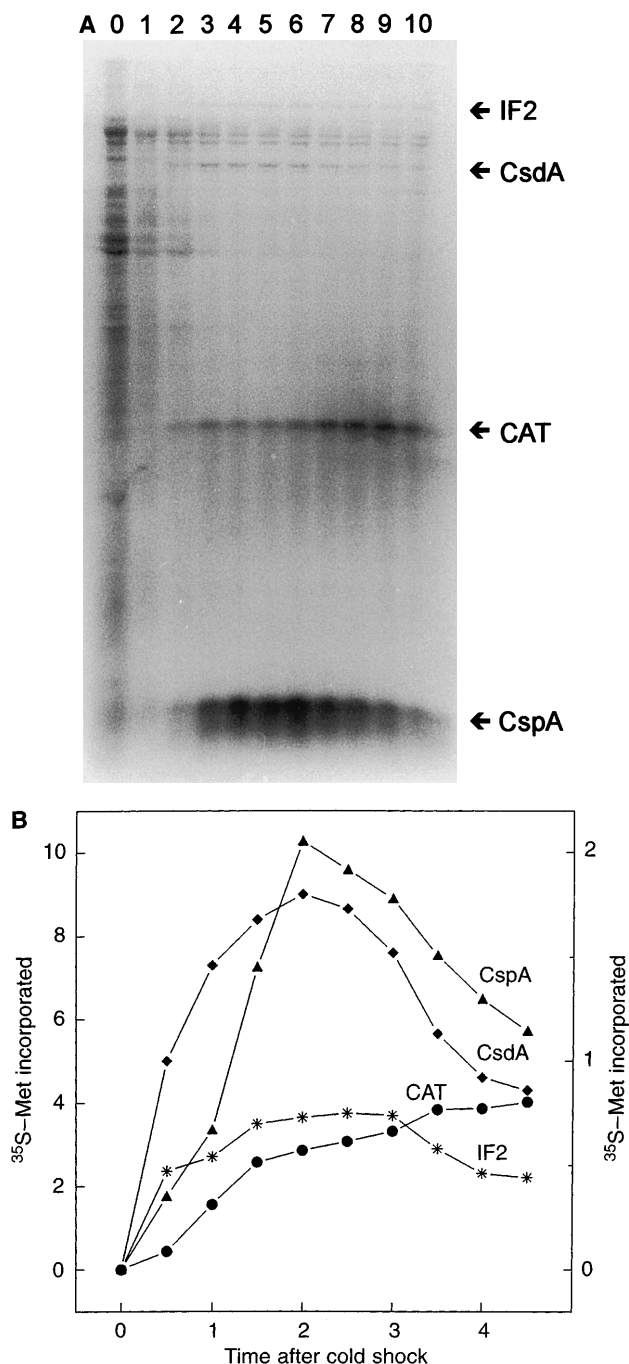 A 0 1 2 3 4 5 6 7 8 9 10
← IF2
← CsdA
← CAT
← CspA
B
10
8
6
4
2
0
³⁵S–Met incorporated
2
1
0
³⁵S–Met incorporated
CspA
CsdA
CAT
IF2
0 1 2 3 4
Time after cold shock